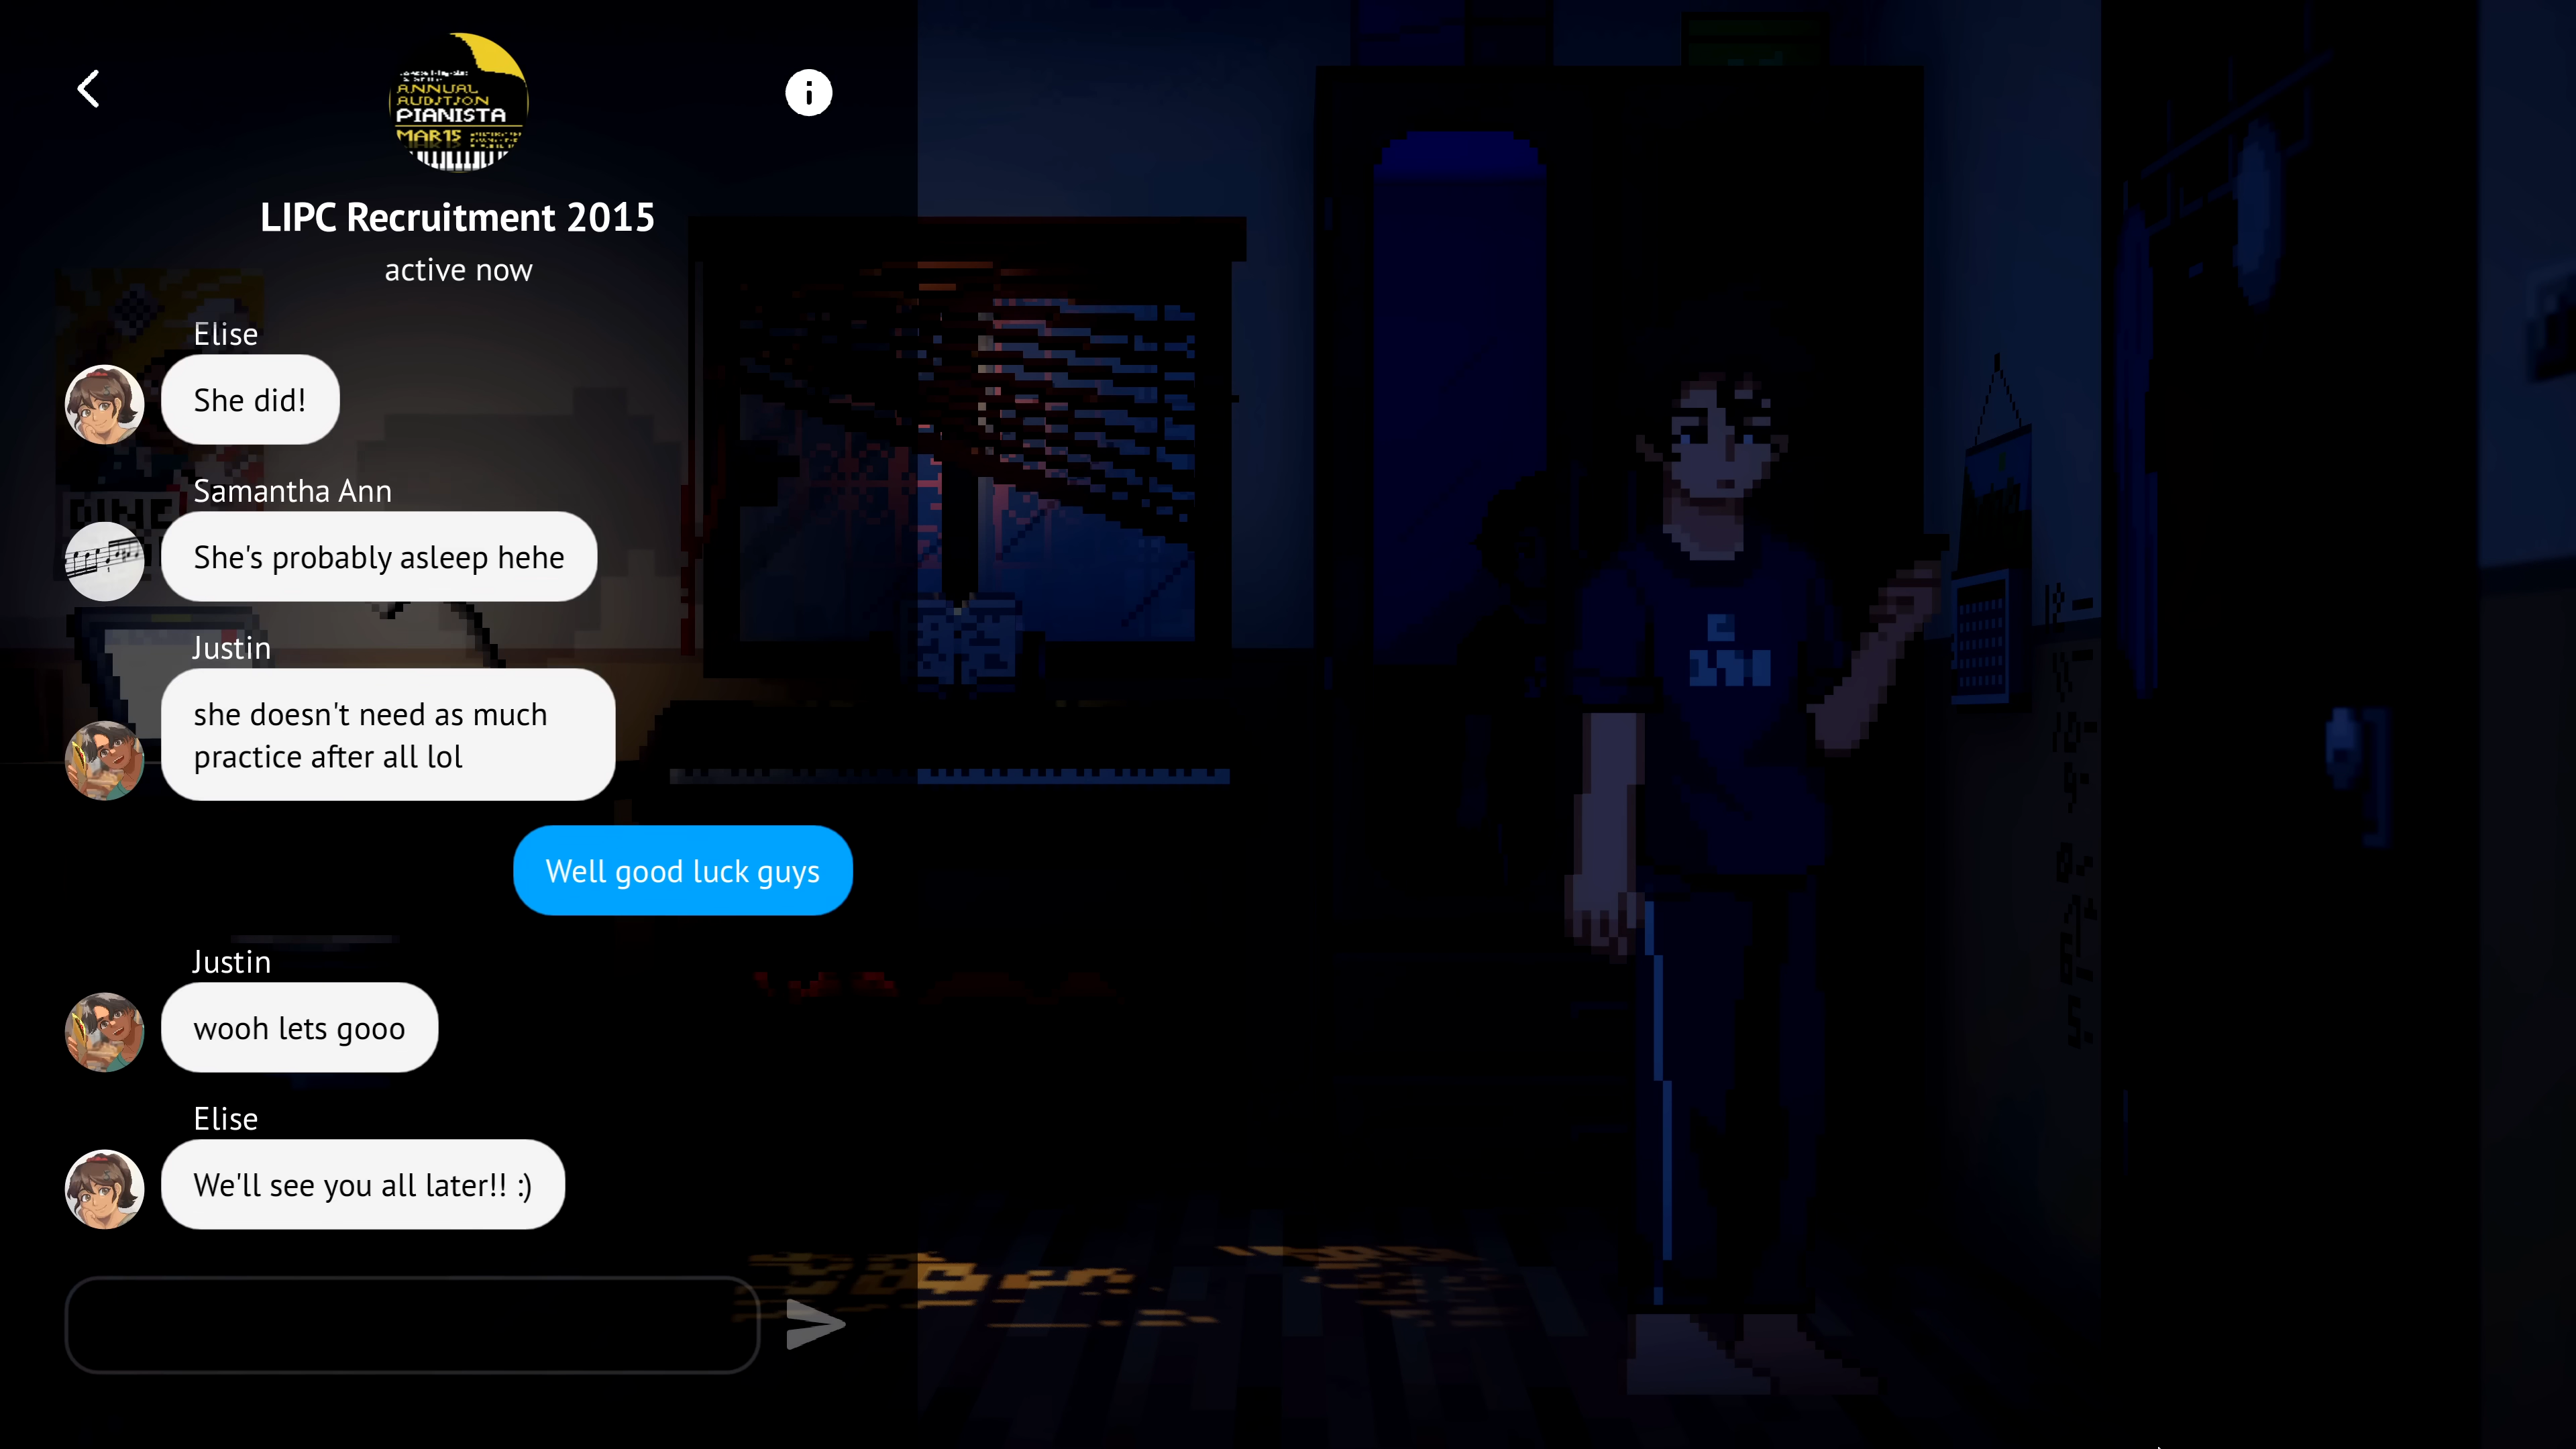 ANNUAL
AUDITION
PIANISTA
MAR15
LIPC Recruitment 2015
active now
Elise
She did!
Samantha Ann
She's probably asleep hehe
Justin
she doesn't need as much
practice after all lol
Well good luck guys
Justin
wooh lets gooo
Elise
We'll see you all later!! :)